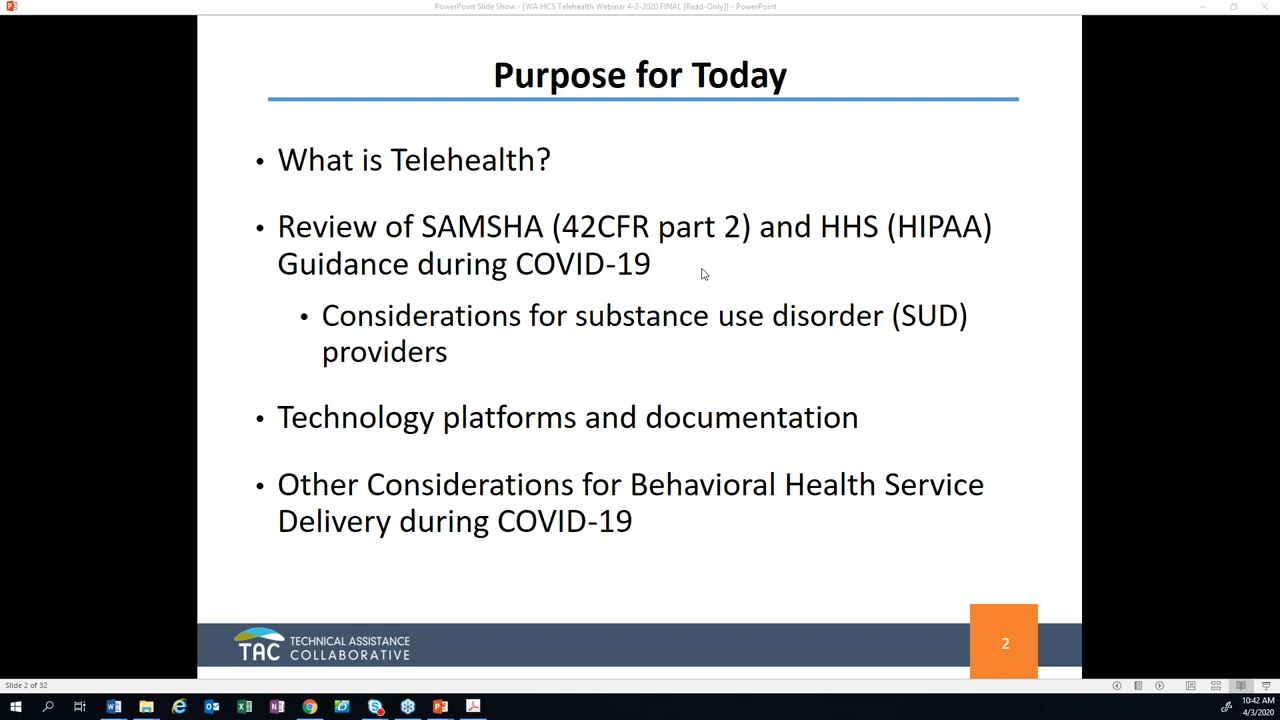 PowerPoint Slide Show - [WA HCS Telehealth Webinar 4-2-2020 FINAL [Read-Only]] - PowerPoint
Purpose for Today
• What is Telehealth?
• Review of SAMSHA (42CFR part 2) and HHS (HIPAA)
Guidance during COVID-19
• Considerations for substance use disorder (SUD)
providers
• Technology platforms and documentation
• Other Considerations for Behavioral Health Service
Delivery during COVID-19
TAC TECHNICAL ASSISTANCE
COLLABORATIVE
2
Slide 2 of 32
10:42 AM
4/3/2020